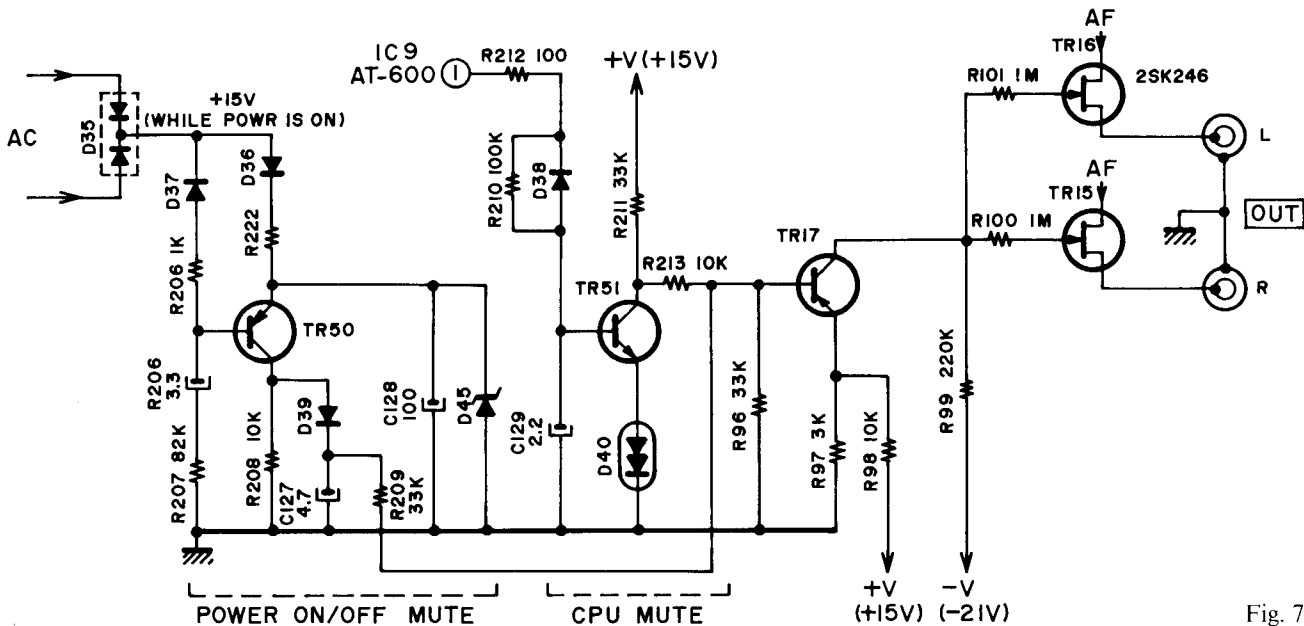 AC
D35
+15V
(WHILE POWR IS ON)
D37
D36
R222
R206 1K
TR50
R206
3.3
R207 82K
R208 10K
D39
C127
4.7
R209
33K
C128
100
D45
POWER ON/OFF MUTE
IC9
AT-600
1
R212 100
R210 100K
D38
+V(+15V)
R211 33K
TR51
R213 10K
C129
2.2
D40
CPU MUTE
R96 33K
TR17
R97 3K
R98 10K
+V
(+15V)
R99 220K
-V
(-21V)
AF
TR16
2SK246
R101 1M
L
AF
TR15
R100 1M
OUT
R
Fig. 7